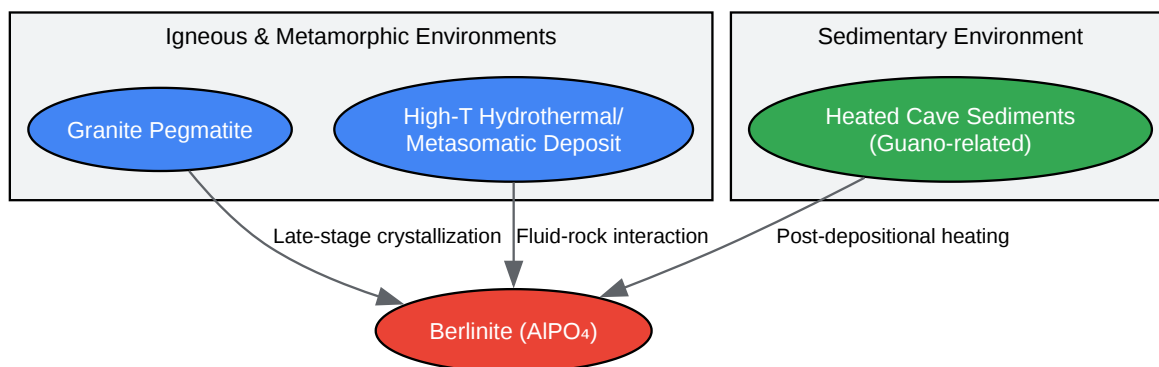 Igneous & Metamorphic Environments
Sedimentary Environment
Granite Pegmatite
High-T Hydrothermal/
Metasomatic Deposit
Heated Cave Sediments
(Guano-related)
Late-stage crystallization
Fluid-rock interaction
Post-depositional heating
Berlinite (AlPO₄)